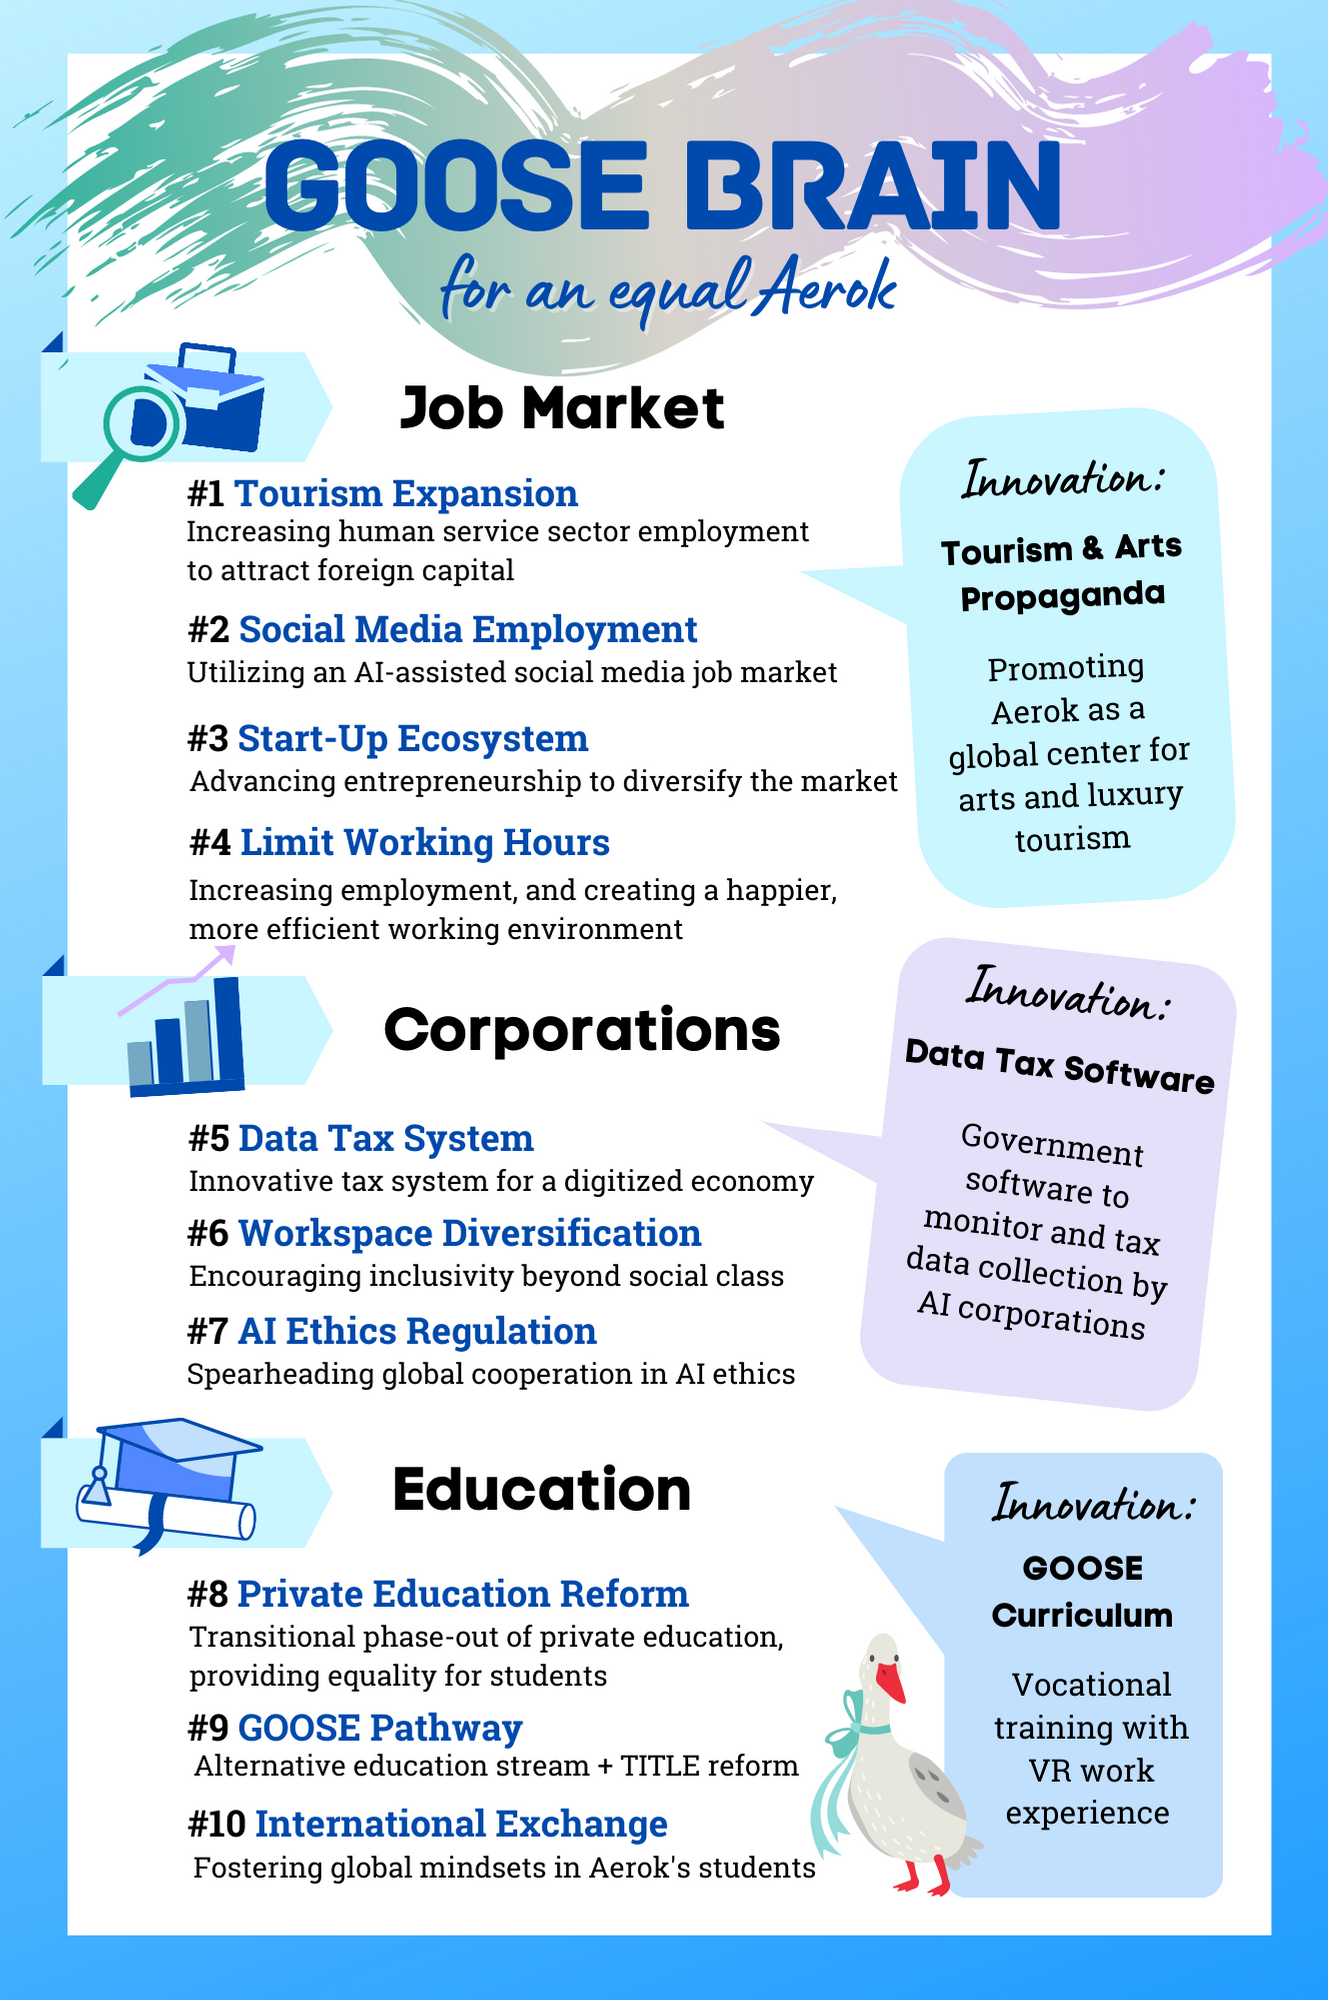 GOOSE BRAIN
for an equal Aerok
Job Market
#1 Tourism Expansion
Increasing human service sector employment
to attract foreign capital
#2 Social Media Employment
Utilizing an AI-assisted social media job market
#3 Start-Up Ecosystem
Advancing entrepreneurship to diversify the market
#4 Limit Working Hours
Increasing employment, and creating a happier,
more efficient working environment
Innovation:
Tourism & Arts
Propaganda
Promoting
Aerok as a
global center for
arts and luxury
tourism
Corporations
#5 Data Tax System
Innovative tax system for a digitized economy
#6 Workspace Diversification
Encouraging inclusivity beyond social class
#7 AI Ethics Regulation
Spearheading global cooperation in AI ethics
Innovation:
Data Tax Software
Government
software to
monitor and tax
data collection by
AI corporations
Education
#8 Private Education Reform
Transitional phase-out of private education,
providing equality for students
#9 GOOSE Pathway
Alternative education stream + TITLE reform
#10 International Exchange
Fostering global mindsets in Aerok's students
Innovation:
GOOSE
Curriculum
Vocational
training with
VR work
experience